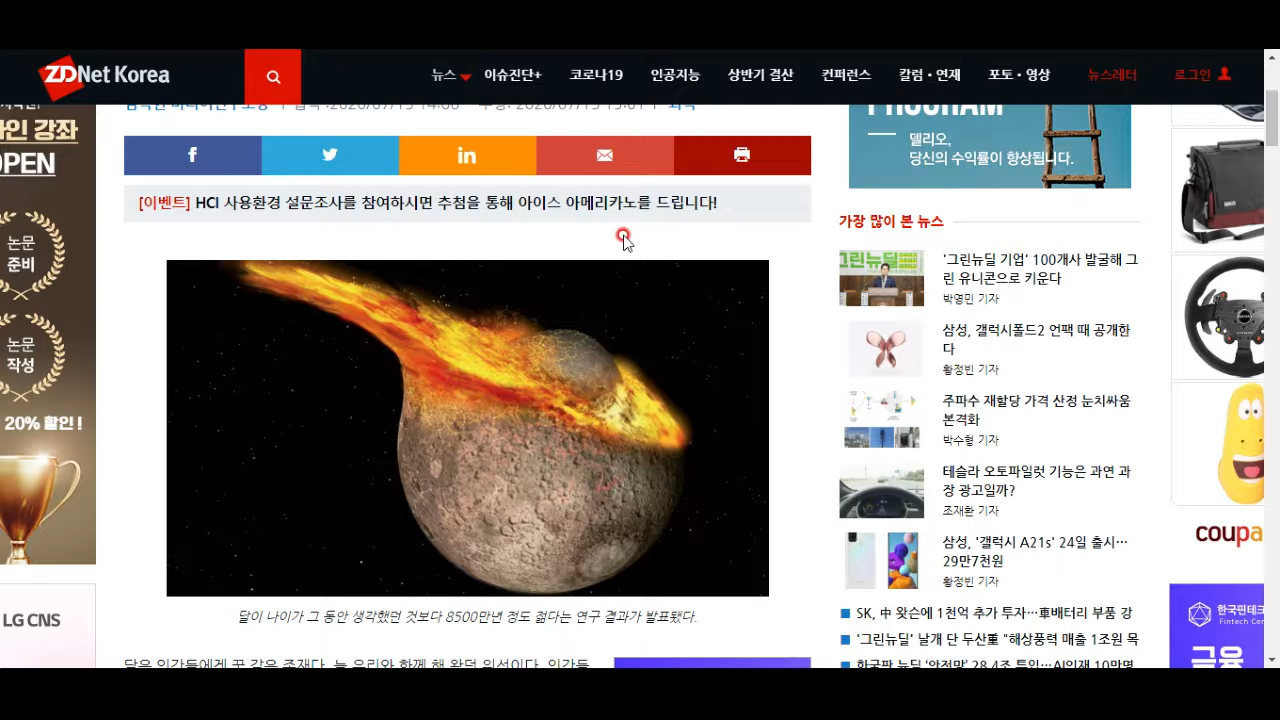 ZDNet Korea
뉴스
이슈진단+
코로나19
인공지능
상반기 결산
컨퍼런스
칼럼・연재
포토・영상
뉴스레터
로그인
인 강좌
OPEN
논문
준비
논문
작성
20% 할인 !
LG CNS
f
in
[이벤트] HCI 사용환경 설문조사를 참여하시면 추첨을 통해 아이스 아메리카노를 드립니다!
달이 나이가 그 동안 생각했던 것보다 8500만년 정도 젊다는 연구 결과가 발표됐다.
PROGRAM
델리오,
당신의 수익률이 향상됩니다.
가장 많이 본 뉴스
그린뉴딜
'그린뉴딜 기업' 100개사 발굴해 그
린 유니콘으로 키운다
박영민 기자
삼성, 갤럭시폴드2 언팩 때 공개한
다
황정빈 기자
주파수 재할당 가격 산정 눈치싸움
본격화
박수형 기자
테슬라 오토파일럿 기능은 과연 과
장 광고일까?
조재환 기자
삼성, '갤럭시 A21s' 24일 출시…
29만7천원
황정빈 기자
SK, 中 왓슨에 1천억 추가 투자…車배터리 부품 강
'그린뉴딜' 날개 단 두산重 "해상풍력 매출 1조원 목
coupa
한국핀테크
Fintech Cen
금융